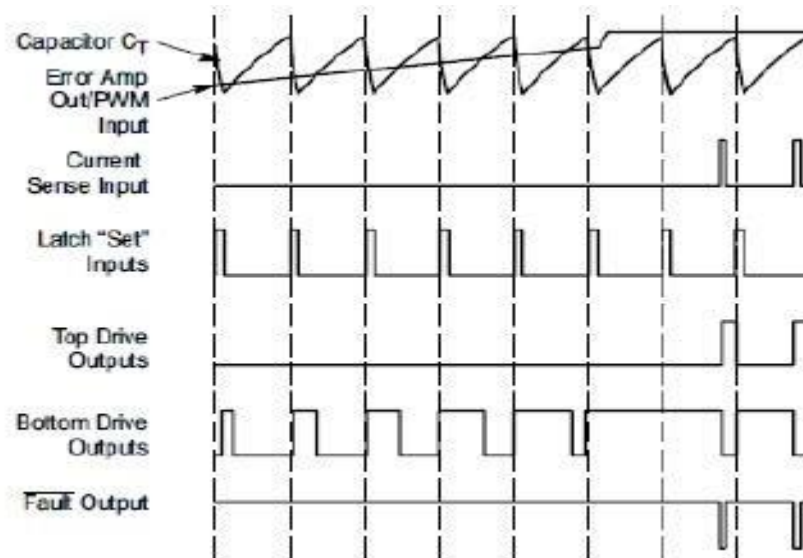 Capacitor CT
Error Amp
Out/PWM
Input
Current
Sense Input
Latch "Set"
Inputs
Top Drive
Outputs
Bottom Drive
Outputs
Fault Output